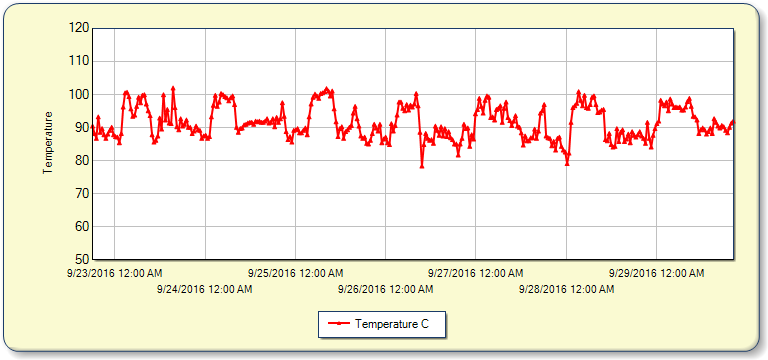 120
110
100
90
80
70
60
50
Temperature
9/23/2016 12:00 AM
9/24/2016 12:00 AM
9/25/2016 12:00 AM
9/26/2016 12:00 AM
9/27/2016 12:00 AM
9/28/2016 12:00 AM
9/29/2016 12:00 AM
Temperature C